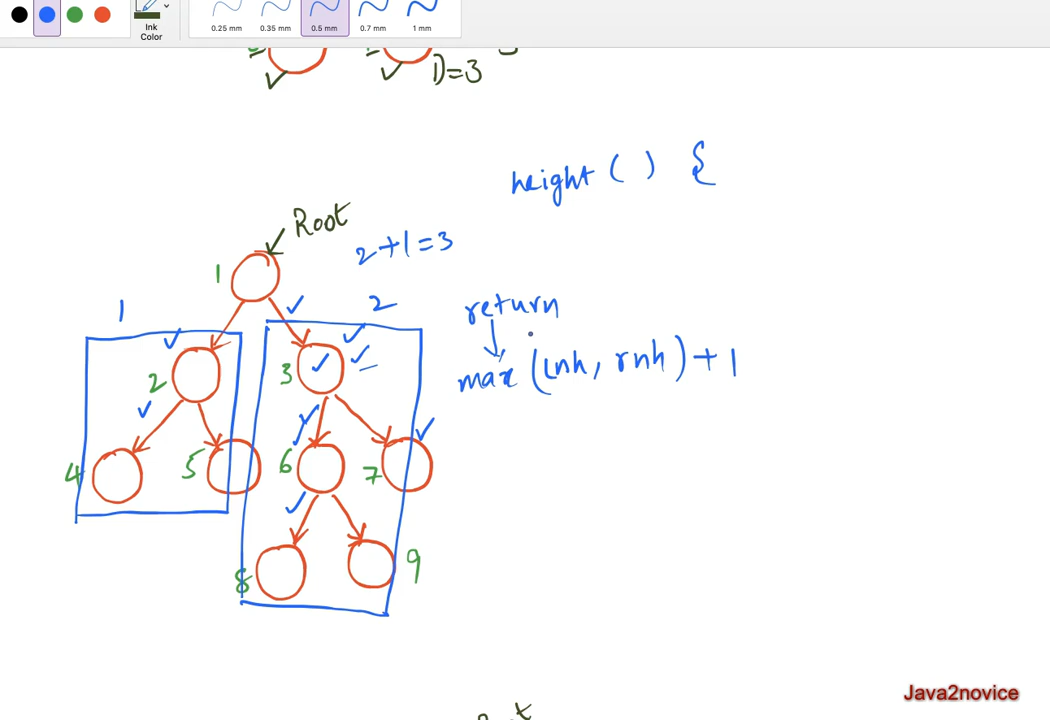 Ink
Color
0.25 mm
0.35 mm
0.5 mm
0.7 mm
1 mm
D=3
height ( ) {
Root
2+1=3
1
1
2
return
2
3
max (lnh, rnh) + 1
4
5
6
7
8
9
Java2novice